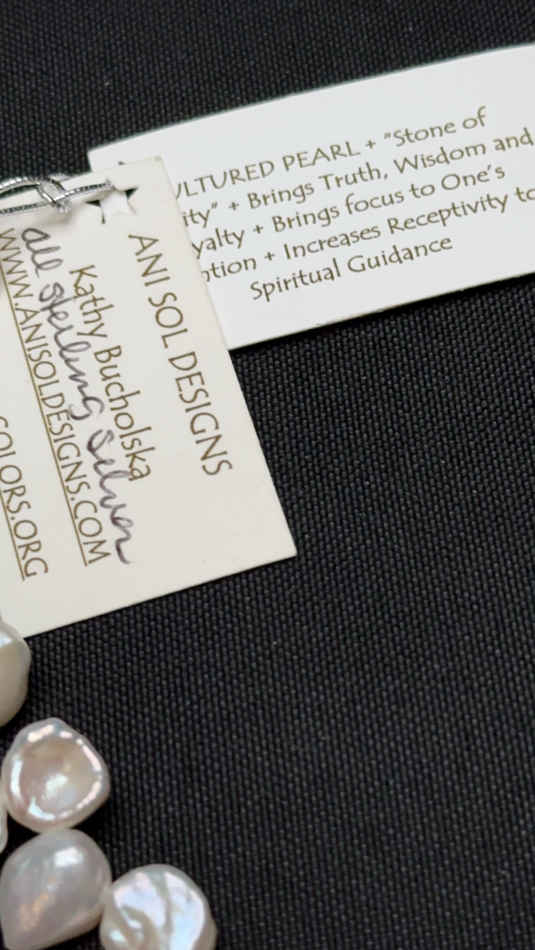 ULTURED PEARL + "Stone of
ity" + Brings Truth, Wisdom and
yalty + Brings focus to One's
ntion + Increases Receptivity to
Spiritual Guidance
ANI SOL DESIGNS
Kathy Bucholska
all sterling silver
WWW.ANISOLDESIGNS.COM
COLORS.ORG